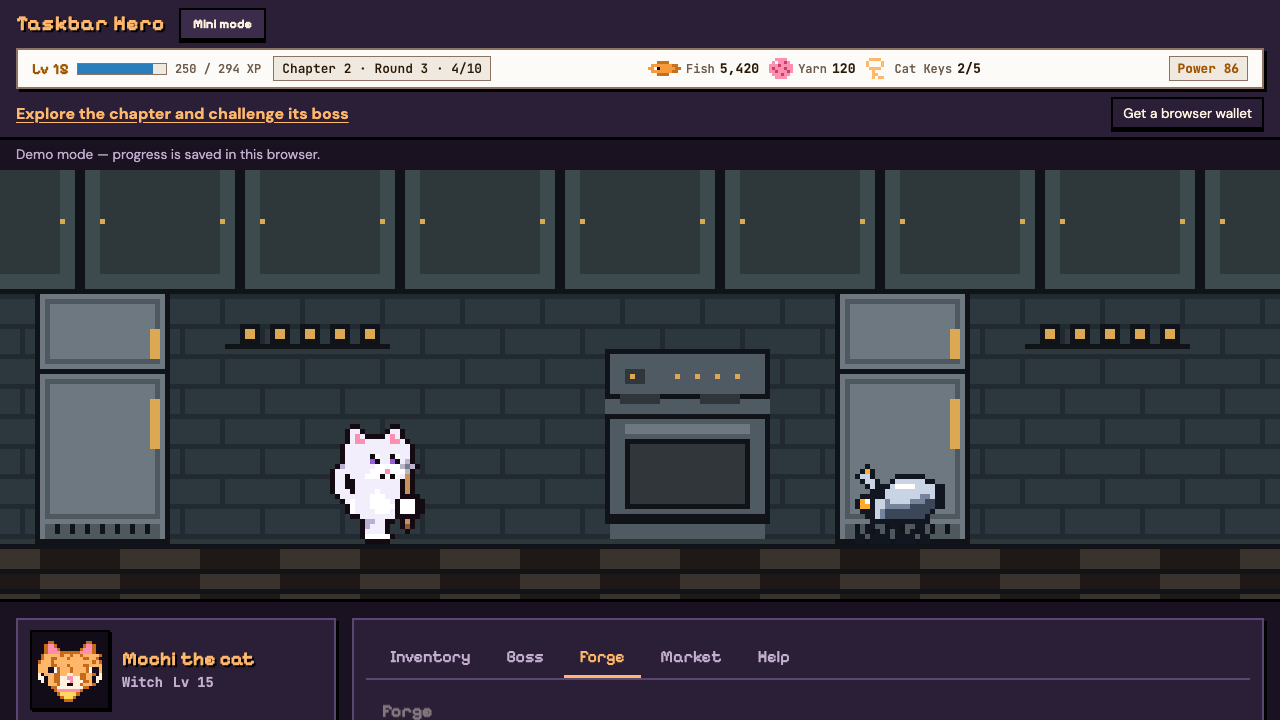 Taskbar Hero
Mini mode
Lv 18
250 / 294 XP
Chapter 2 · Round 3 · 4/10
Fish 5,420
Yarn 120
Cat Keys 2/5
Power 86
Explore the chapter and challenge its boss
Get a browser wallet
Demo mode — progress is saved in this browser.
Mochi the cat
Witch Lv 15
Inventory
Boss
Forge
Market
Help
Forge